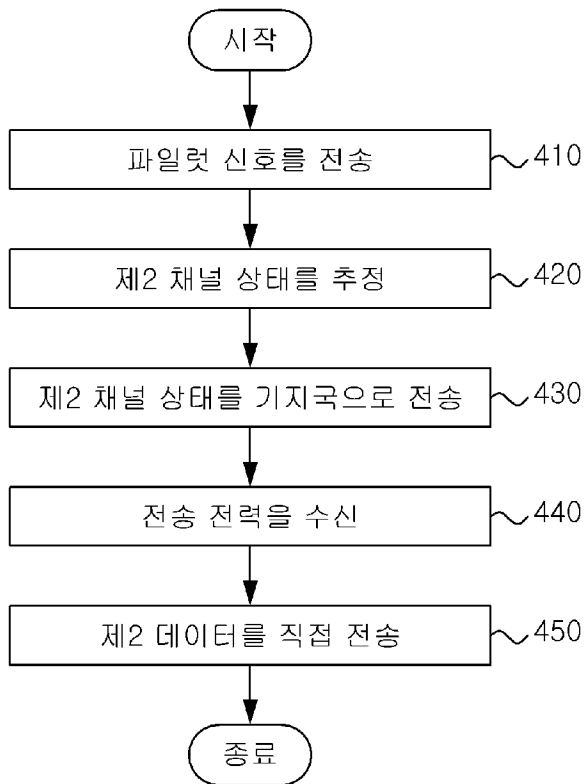 시작
파일럿 신호를 전송 410
제2 채널 상태를 추정 420
제2 채널 상태를 기지국으로 전송 430
전송 전력을 수신 440
제2 데이터를 직접 전송 450
종료